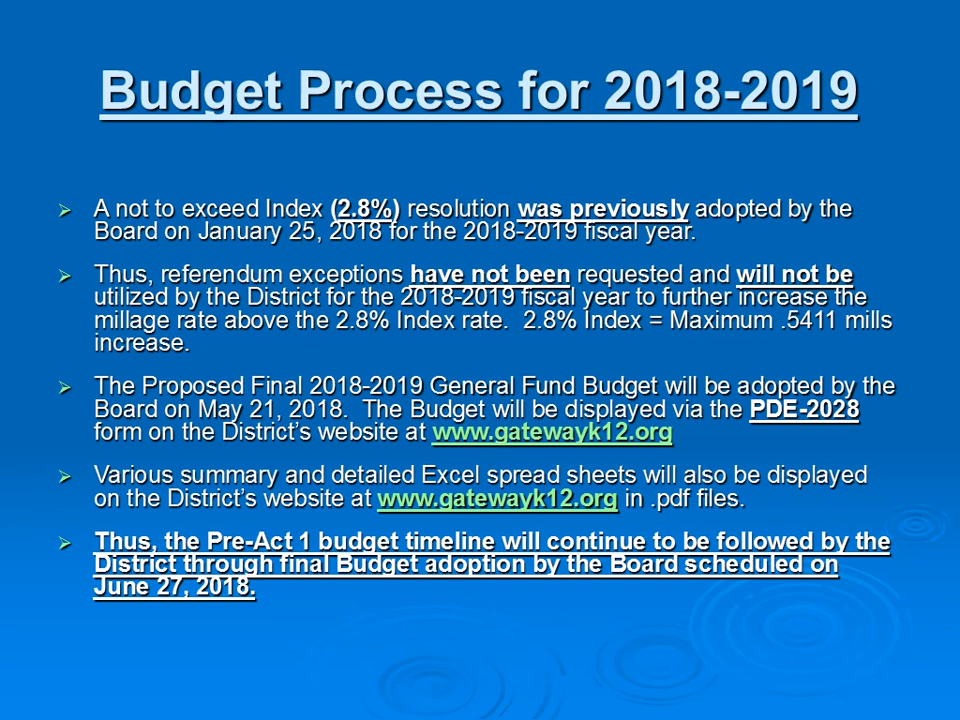 Budget Process for 2018-2019
➢ A not to exceed Index (2.8%) resolution was previously adopted by the
Board on January 25, 2018 for the 2018-2019 fiscal year.
➢ Thus, referendum exceptions have not been requested and will not be
utilized by the District for the 2018-2019 fiscal year to further increase the
millage rate above the 2.8% Index rate.  2.8% Index = Maximum .5411 mills
increase.
➢ The Proposed Final 2018-2019 General Fund Budget will be adopted by the
Board on May 21, 2018.  The Budget will be displayed via the PDE-2028
form on the District’s website at www.gatewayk12.org
➢ Various summary and detailed Excel spread sheets will also be displayed
on the District’s website at www.gatewayk12.org in .pdf files.
➢ Thus, the Pre-Act 1 budget timeline will continue to be followed by the
District through final Budget adoption by the Board scheduled on
June 27, 2018.